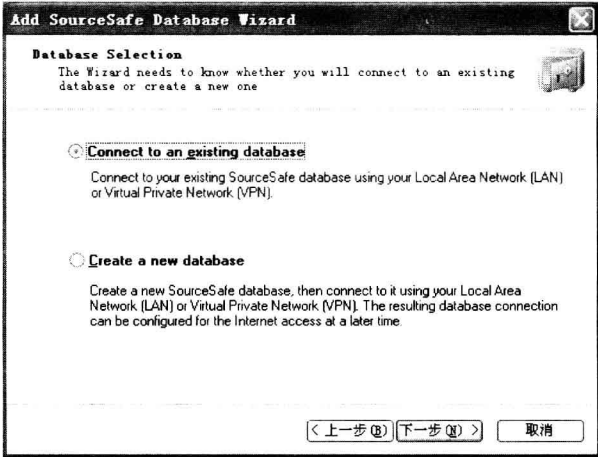 Add SourceSafe Database Wizard
Database Selection
The Wizard needs to know whether you will connect to an existing
database or create a new one
Connect to an existing database
Connect to your existing SourceSafe database using your Local Area Network (LAN)
or Virtual Private Network (VPN).
Create a new database
Create a new SourceSafe database, then connect to it using your Local Area
Network (LAN) or Virtual Private Network (VPN). The resulting database connection
can be configured for the Internet access at a later time.
< 上一步(B) 下一步(N) > 取消